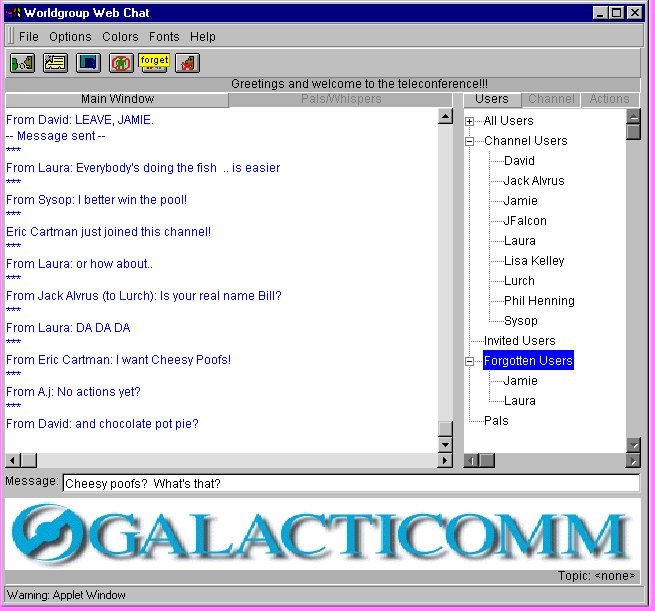 Worldgroup Web Chat
File Options Colors Fonts Help
forget
Greetings and welcome to the teleconference!!!
Main Window Pals/Whispers Users Channel Actions
From David: LEAVE, JAMIE.
-- Message sent --
***
From Laura: Everybody's doing the fish .. is easier
***
From Sysop: I better win the pool!
***
Eric Cartman just joined this channel!
***
From Laura: or how about..
***
From Jack Alvrus (to Lurch): Is your real name Bill?
***
From Laura: DA DA DA
***
From Eric Cartman: I want Cheesy Poofs!
***
From A.j: No actions yet?
***
From David: and chocolate pot pie?
All Users
Channel Users
David
Jack Alvrus
Jamie
JFalcon
Laura
Lisa Kelley
Lurch
Phil Henning
Sysop
Invited Users
Forgotten Users
Jamie
Laura
Pals
Message: Cheesy poofs? What's that?
GALACTICOMM
Topic: <none>
Warning: Applet Window